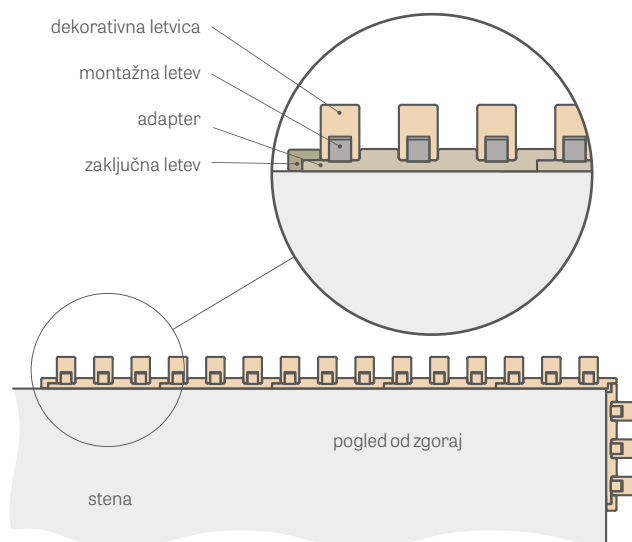 dekorativna letvica
montažna letev
adapter
zaključna letev
pogled od zgoraj
stena